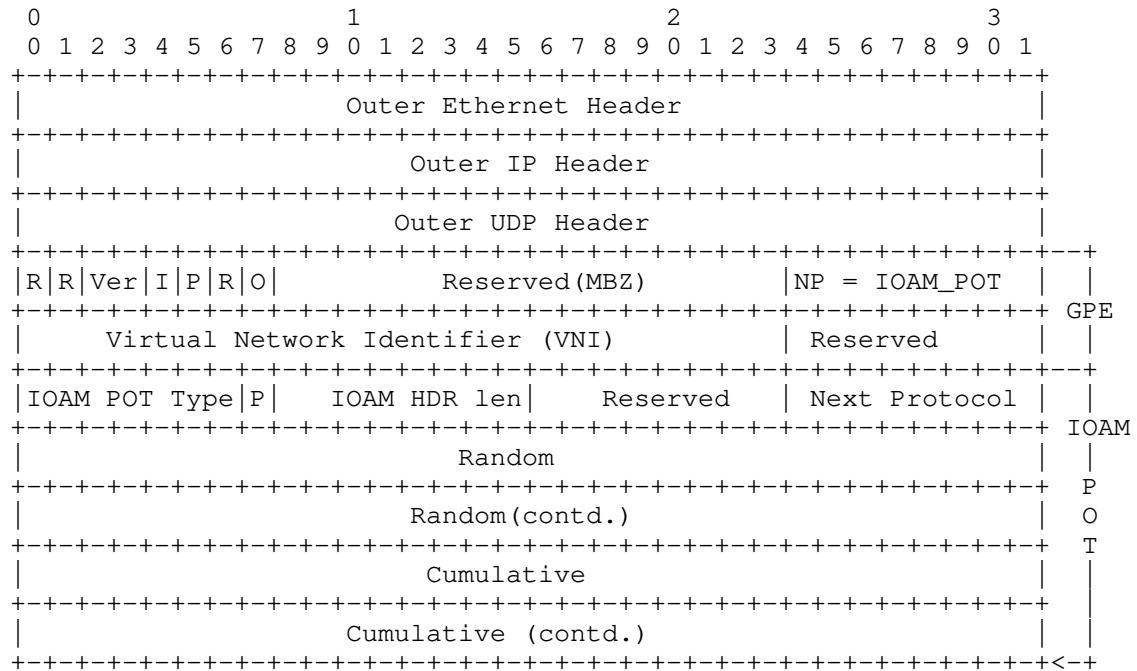 0                   1                   2                   3
 0 1 2 3 4 5 6 7 8 9 0 1 2 3 4 5 6 7 8 9 0 1 2 3 4 5 6 7 8 9 0 1
+-+-+-+-+-+-+-+-+-+-+-+-+-+-+-+-+-+-+-+-+-+-+-+-+-+-+-+-+-+-+-+-+
|                    Outer Ethernet Header                      |
+-+-+-+-+-+-+-+-+-+-+-+-+-+-+-+-+-+-+-+-+-+-+-+-+-+-+-+-+-+-+-+-+
|                        Outer IP Header                        |
+-+-+-+-+-+-+-+-+-+-+-+-+-+-+-+-+-+-+-+-+-+-+-+-+-+-+-+-+-+-+-+-+
|                       Outer UDP Header                        |
+-+-+-+-+-+-+-+-+-+-+-+-+-+-+-+-+-+-+-+-+-+-+-+-+-+-+-+-+-+-+-+-+--+
|R|R|Ver|I|P|R|O|          Reserved(MBZ)        |NP = IOAM_POT  |  |
+-+-+-+-+-+-+-+-+-+-+-+-+-+-+-+-+-+-+-+-+-+-+-+-+-+-+-+-+-+-+-+-+ GPE
|     Virtual Network Identifier (VNI)          | Reserved      |  |
+-+-+-+-+-+-+-+-+-+-+-+-+-+-+-+-+-+-+-+-+-+-+-+-+-+-+-+-+-+-+-+-+--+
|IOAM POT Type|P|   IOAM HDR len|    Reserved   | Next Protocol |  |
+-+-+-+-+-+-+-+-+-+-+-+-+-+-+-+-+-+-+-+-+-+-+-+-+-+-+-+-+-+-+-+-+ IOAM
|                           Random                              |  |
+-+-+-+-+-+-+-+-+-+-+-+-+-+-+-+-+-+-+-+-+-+-+-+-+-+-+-+-+-+-+-+-+  P
|                        Random(contd.)                         |  O
+-+-+-+-+-+-+-+-+-+-+-+-+-+-+-+-+-+-+-+-+-+-+-+-+-+-+-+-+-+-+-+-+  T
|                         Cumulative                            |  |
+-+-+-+-+-+-+-+-+-+-+-+-+-+-+-+-+-+-+-+-+-+-+-+-+-+-+-+-+-+-+-+-+  |
|                    Cumulative (contd.)                        |  |
+-+-+-+-+-+-+-+-+-+-+-+-+-+-+-+-+-+-+-+-+-+-+-+-+-+-+-+-+-+-+-+-+<-+